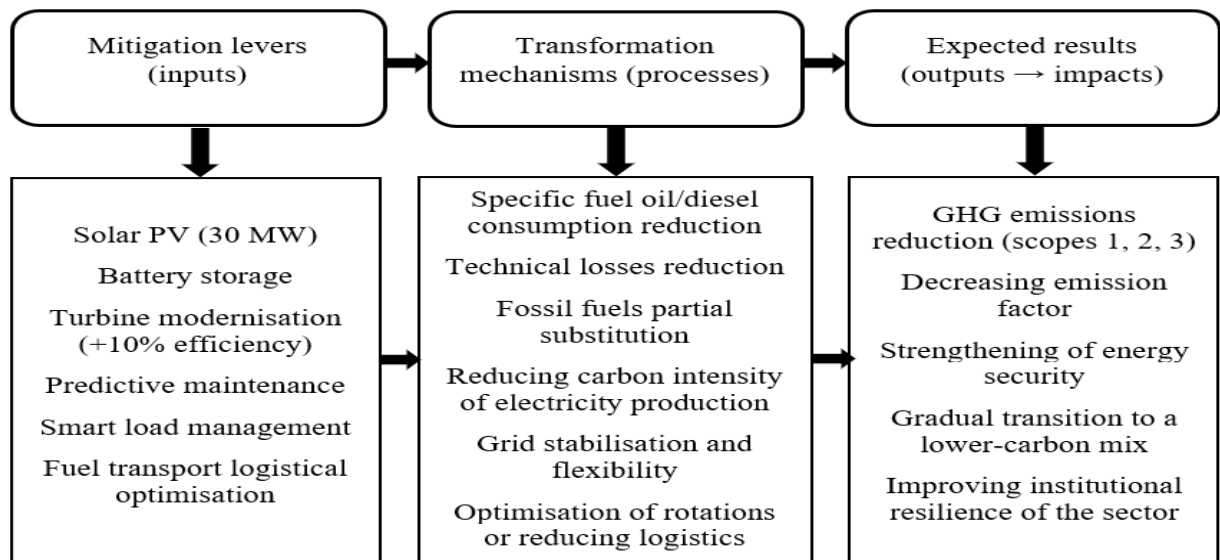 Mitigation levers
(inputs)
Transformation
mechanisms (processes)
Expected results
(outputs → impacts)
Solar PV (30 MW)
Battery storage
Turbine modernisation
(+10% efficiency)
Predictive maintenance
Smart load management
Fuel transport logistical
optimisation
Specific fuel oil/diesel
consumption reduction
Technical losses reduction
Fossil fuels partial
substitution
Reducing carbon intensity
of electricity production
Grid stabilisation and
flexibility
Optimisation of rotations
or reducing logistics
GHG emissions
reduction (scopes 1, 2, 3)
Decreasing emission
factor
Strengthening of energy
security
Gradual transition to a
lower-carbon mix
Improving institutional
resilience of the sector